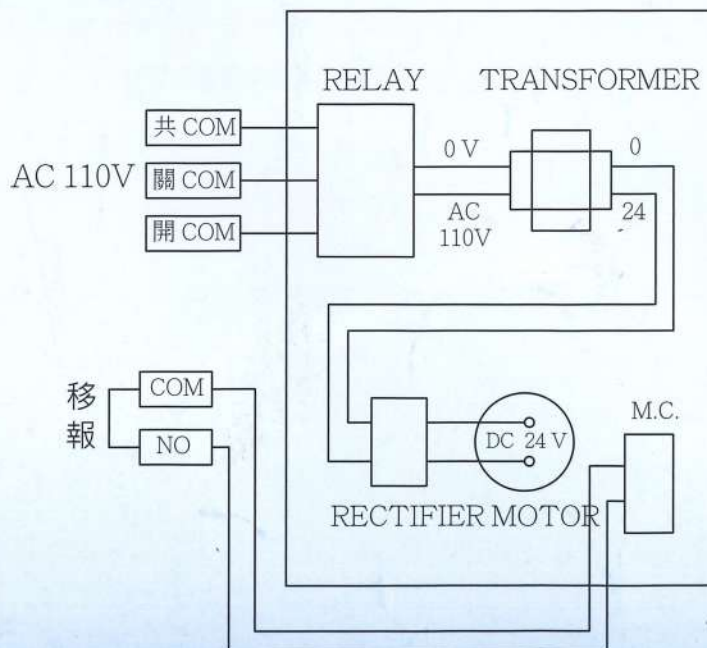 RELAY
TRANSFORMER
共 COM
AC 110V
關 COM
開 COM
0 V
AC
110V
0
24
移報
COM
NO
DC 24 V
M.C.
RECTIFIER MOTOR